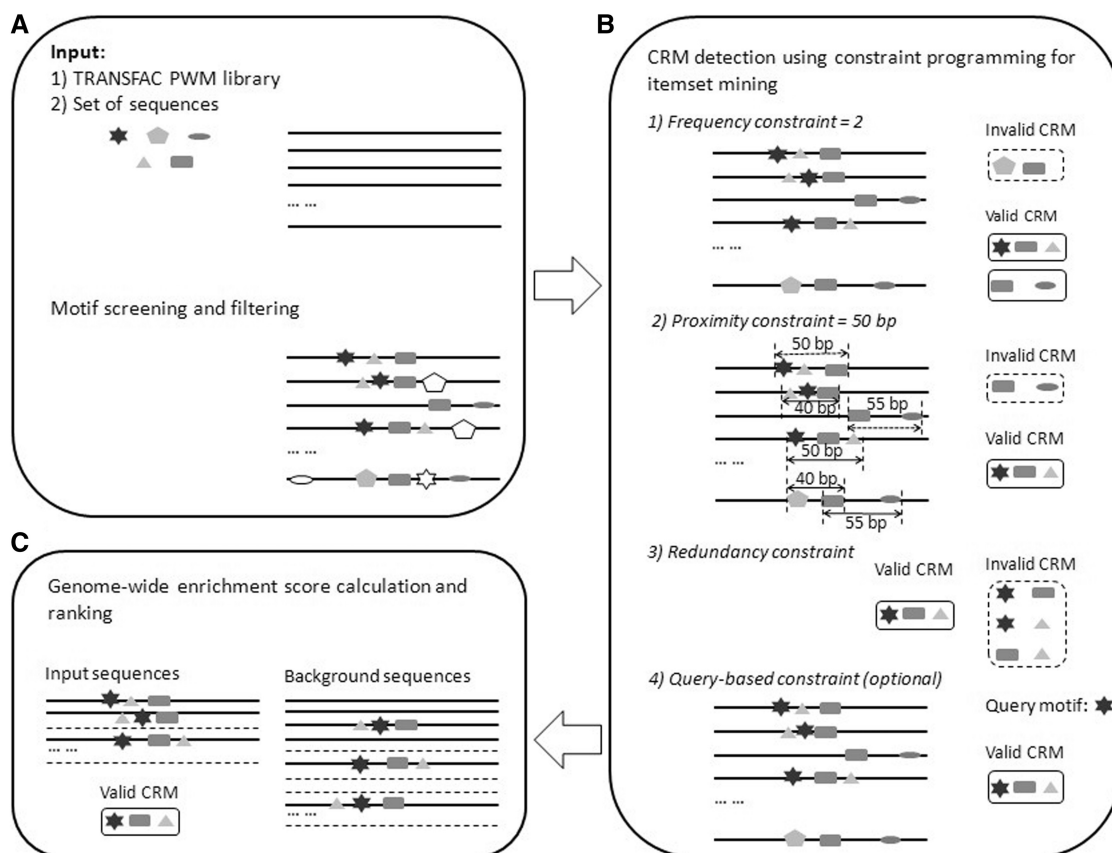 A
Input:
1) TRANSFAC PWM library
2) Set of sequences
... ...
Motif screening and filtering
... ...
B
CRM detection using constraint programming for
itemset mining
1) Frequency constraint = 2
Invalid CRM
Valid CRM
... ...
2) Proximity constraint = 50 bp
50 bp
Invalid CRM
40 bp
55 bp
Valid CRM
50 bp
... ...
40 bp
55 bp
3) Redundancy constraint
Valid CRM
Invalid CRM
4) Query-based constraint (optional)
Query motif:
Valid CRM
... ...
C
Genome-wide enrichment score calculation and
ranking
Input sequences
Background sequences
... ...
Valid CRM
... ...